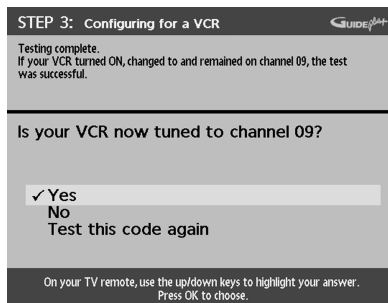 STEP 3: Configuring for a VCR
GUIDE plus+
Testing complete.
If your VCR turned ON, changed to and remained on channel 09, the test
was successful.
Is your VCR now tuned to channel 09?
✓ Yes
No
Test this code again
On your TV remote, use the up/down keys to highlight your answer.
Press OK to choose.